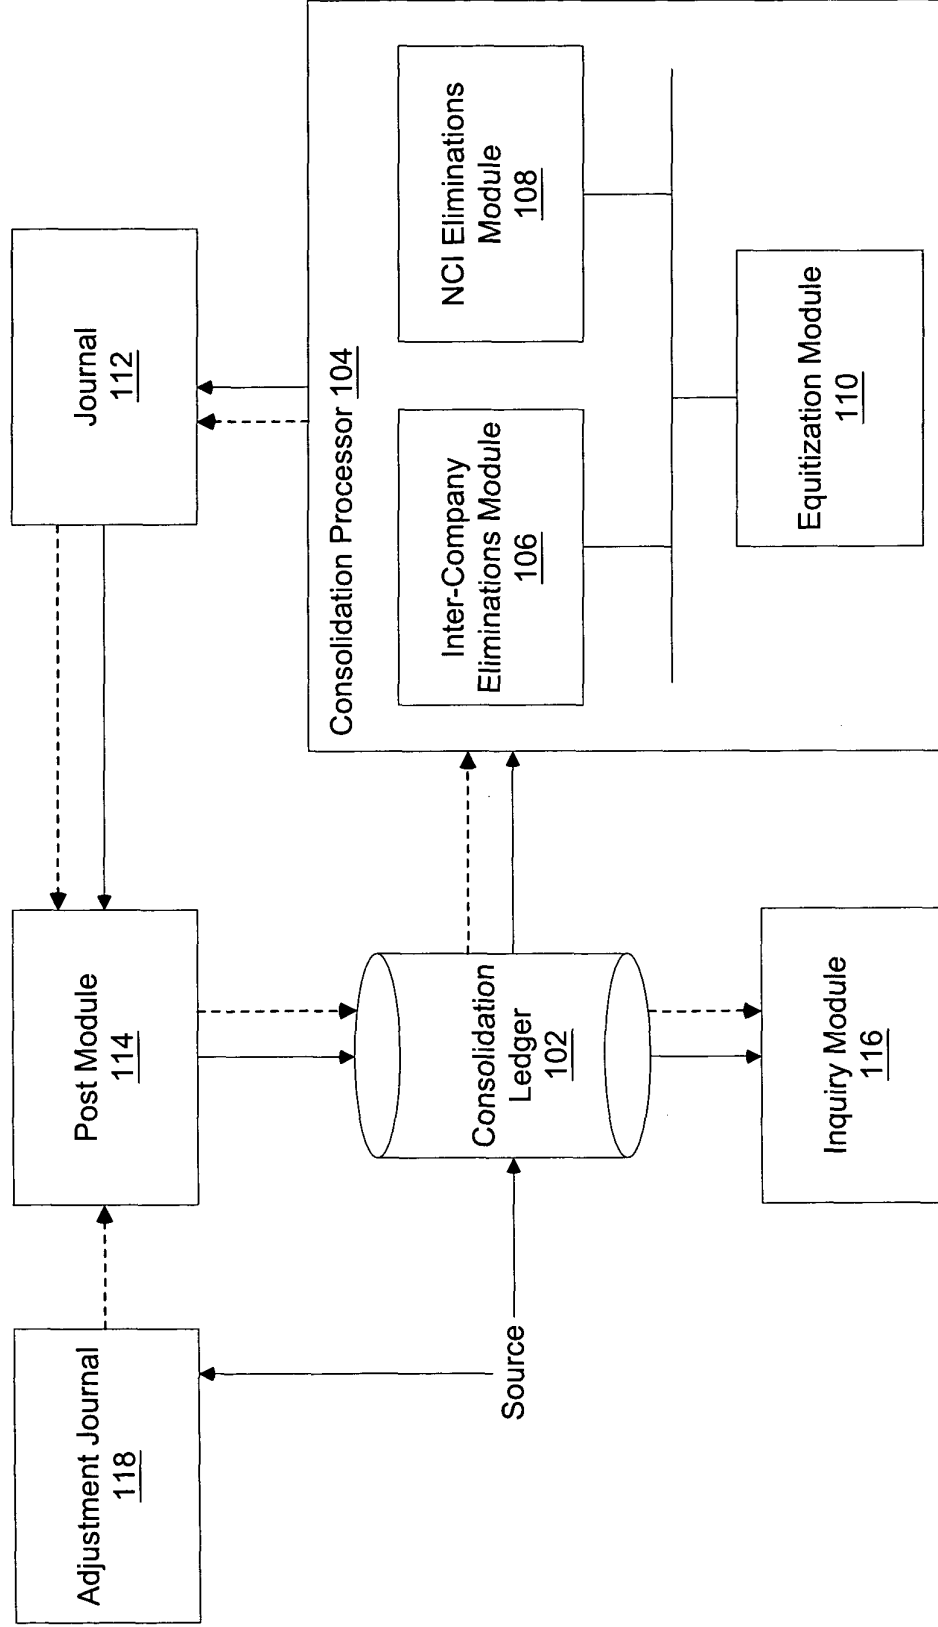 Adjustment Journal
118
Post Module
114
Journal
112
Source
Consolidation
Ledger
102
Consolidation Processor 104
Inter-Company
Eliminations Module
106
NCI Eliminations
Module
108
Equitization Module
110
Inquiry Module
116